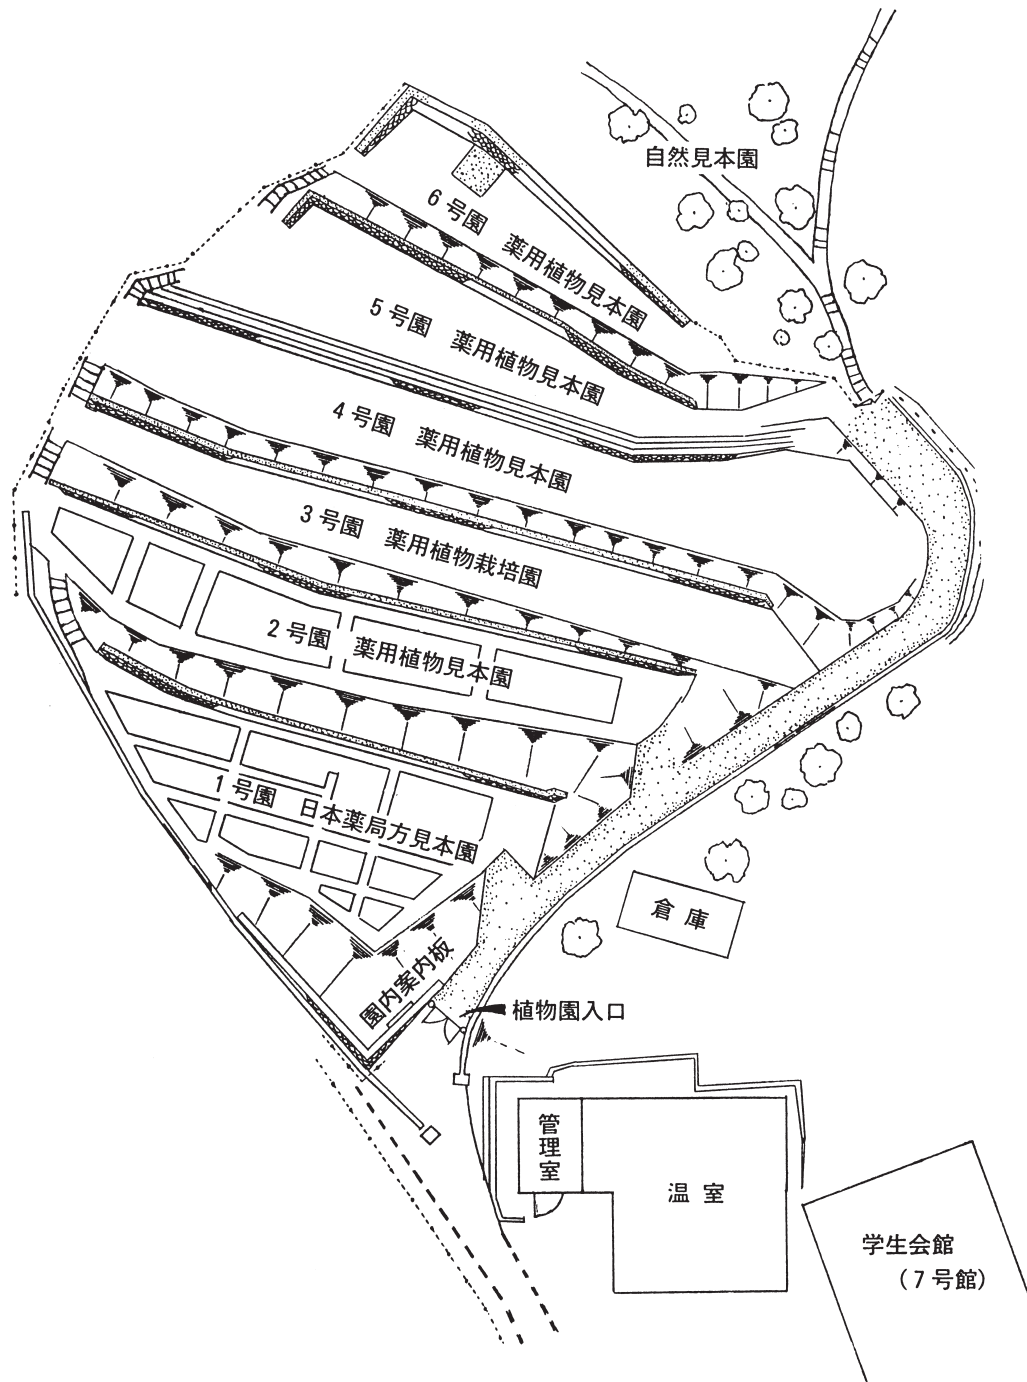 自然見本園
6号園　薬用植物見本園
5号園　薬用植物見本園
4号園　薬用植物見本園
3号園　薬用植物栽培園
2号園　薬用植物見本園
1号園　日本薬局方見本園
倉庫
園内案内板
植物園入口
管理室
温室
学生会館
（7号館）